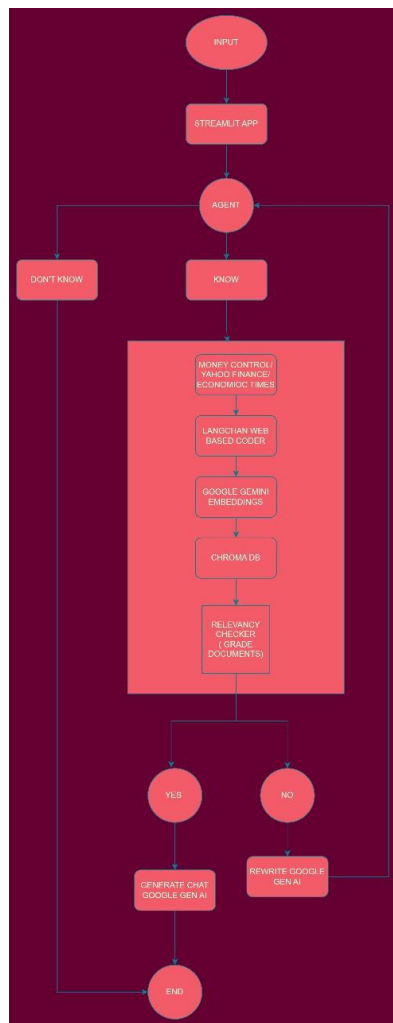 INPUT
STREAMLIT APP
AGENT
DON'T KNOW
KNOW
MONEY CONTROL/
YAHOO FINANCE/
ECONOMIOC TIMES
LANGCHAN WEB
BASED CODER
GOOGLE GEMINI
EMBEDDINGS
CHROMA DB
RELEVANCY
CHECKER
( GRADE
DOCUMENTS)
YES
NO
GENERATE CHAT
GOOGLE GEN AI
REWRITE GOOGLE
GEN AI
END